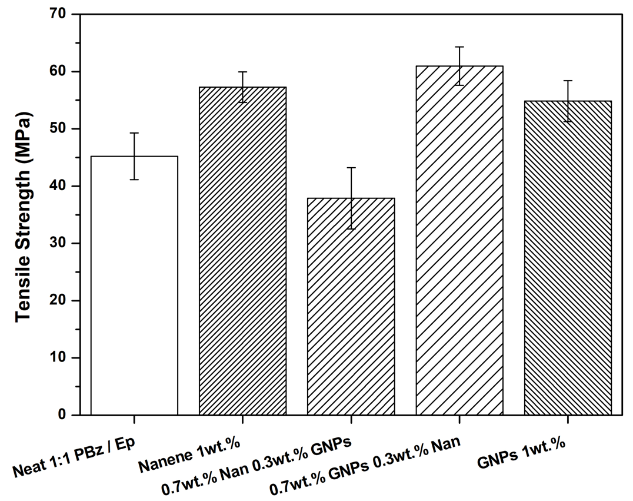 70
60
50
40
30
20
10
0
Tensile Strength (MPa)
Neat 1:1 PBz / Ep
Nanene 1wt.%
0.7wt.% Nan 0.3wt.% GNPs
0.7wt.% GNPs 0.3wt.% Nan
GNPs 1wt.%